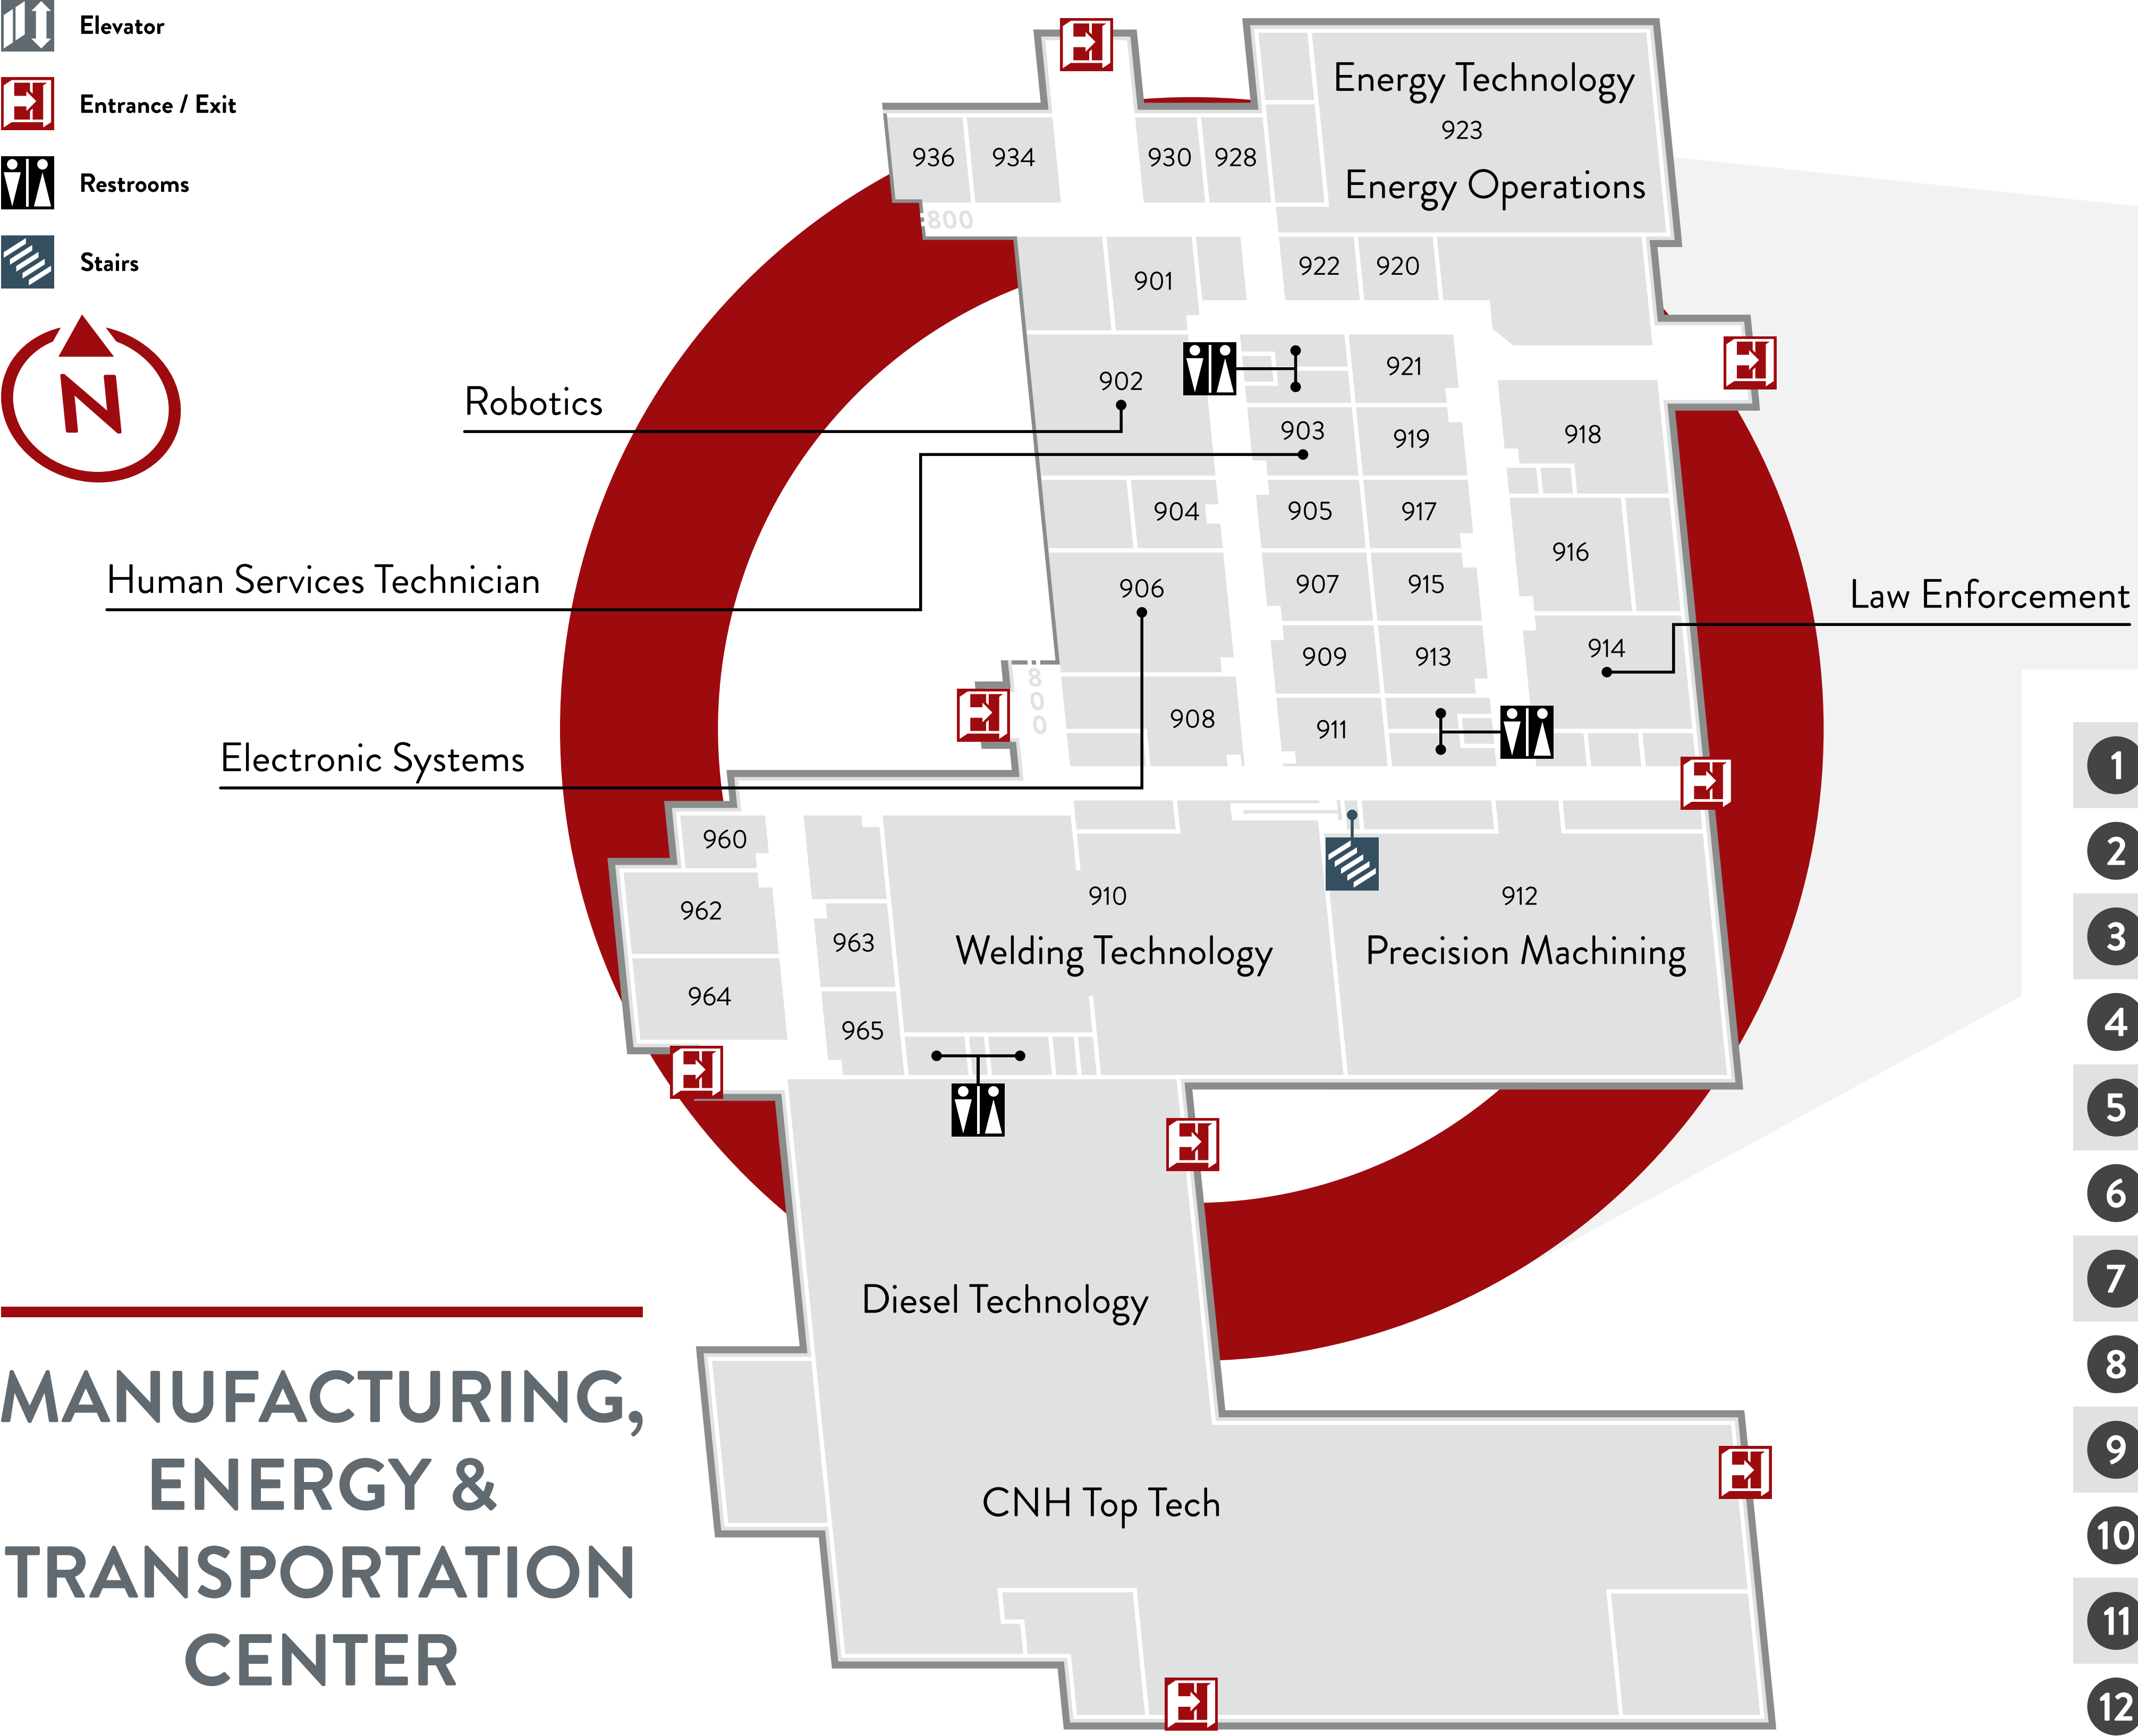 Elevator
Entrance / Exit
Restrooms
Stairs
N
Energy Technology
923
Energy Operations
936
934
930
928
800
901
922
920
902
921
Robotics
903
919
918
904
905
917
916
Human Services Technician
906
907
915
Law Enforcement
914
909
913
800
908
911
Electronic Systems
960
910
912
962
963
Welding Technology
Precision Machining
964
965
Diesel Technology
CNH Top Tech
MANUFACTURING,
ENERGY &
TRANSPORTATION
CENTER
1
2
3
4
5
6
7
8
9
10
11
12